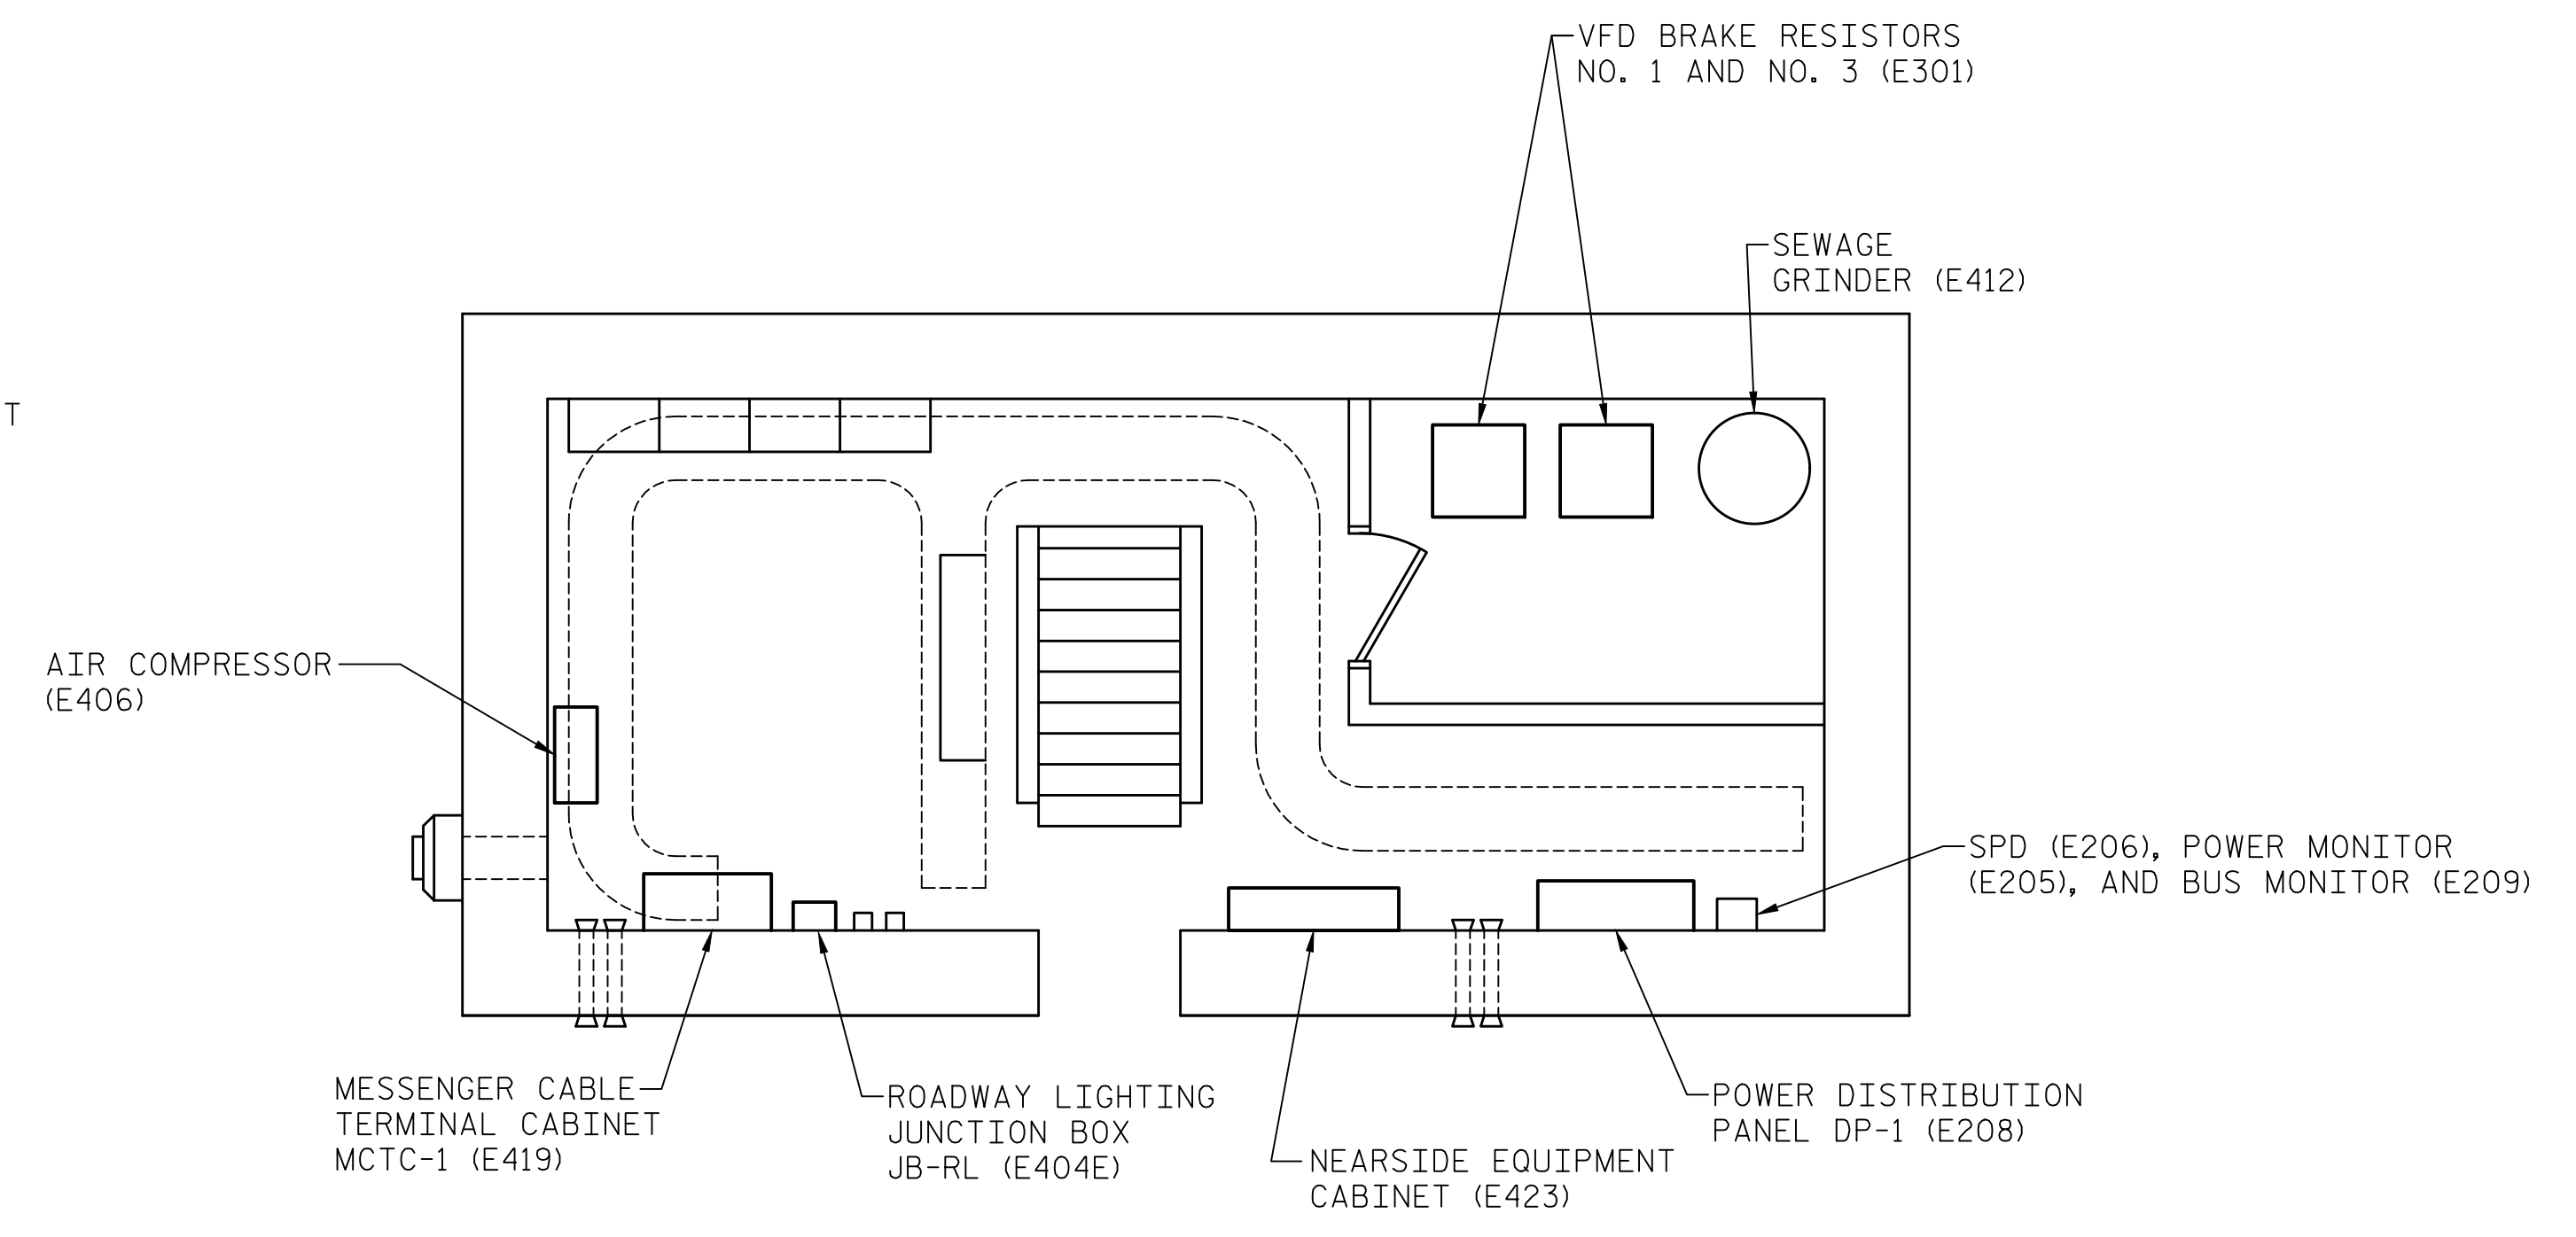 VFD BRAKE RESISTORS
NO. 1 AND NO. 3 (E301)
SEWAGE
GRINDER (E412)
T
AIR COMPRESSOR
(E406)
SPD (E206), POWER MONITOR
(E205), AND BUS MONITOR (E209)
MESSENGER CABLE
TERMINAL CABINET
MCTC-1 (E419)
ROADWAY LIGHTING
JUNCTION BOX
JB-RL (E404E)
NEARSIDE EQUIPMENT
CABINET (E423)
POWER DISTRIBUTION
PANEL DP-1 (E208)